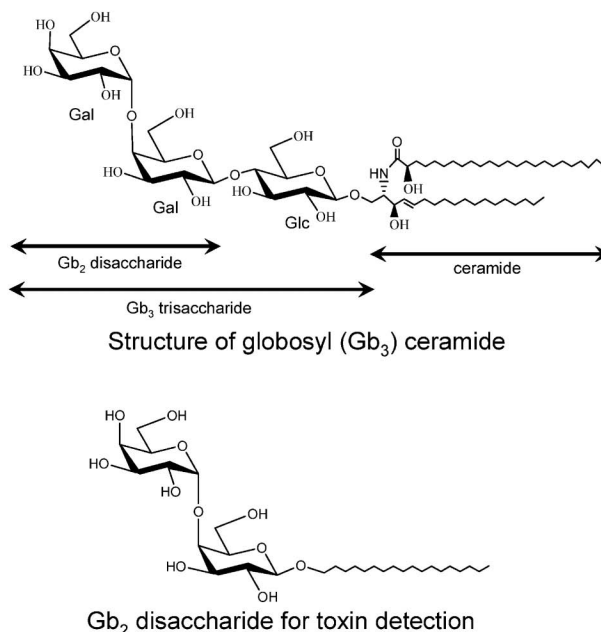 HO
OH
O
HO
HO
OH
Gal
O
OH
O
HO
OH
Gal
O
OH
O
HO
OH
Glc
O
O
HN
OH
OH
Gb2 disaccharide
ceramide
Gb3 trisaccharide
Structure of globosyl (Gb3) ceramide
HO
OH
O
HO
OH
O
OH
O
HO
OH
O
Gb2 disaccharide for toxin detection